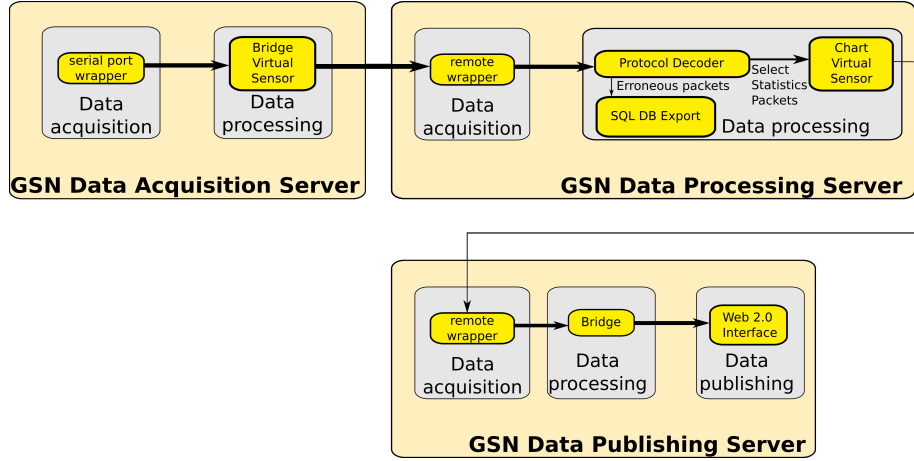 serial port
wrapper
Data
acquisition
Bridge
Virtual
Sensor
Data
processing
GSN Data Acquisition Server
remote
wrapper
Data
acquisition
Protocol Decoder
Erroneous packets
SQL DB Export
Select
Statistics
Packets
Chart
Virtual
Sensor
Data processing
GSN Data Processing Server
remote
wrapper
Data
acquisition
Bridge
Data
processing
Web 2.0
Interface
Data
publishing
GSN Data Publishing Server